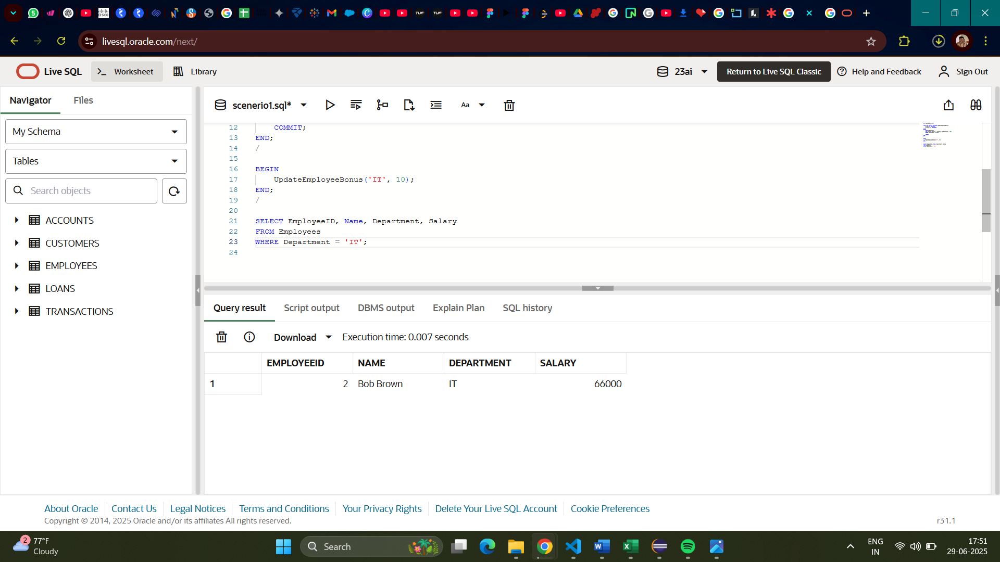 livesql.oracle.com/next/
Live SQL
Worksheet
Library
23ai
Return to Live SQL Classic
Help and Feedback
Sign Out
Navigator
Files
My Schema
Tables
Search objects
ACCOUNTS
CUSTOMERS
EMPLOYEES
LOANS
TRANSACTIONS
scenerio1.sql*
Aa
12 COMMIT;
13 END;
14 /
15
16 BEGIN
17 UpdateEmployeeBonus('IT', 10);
18 END;
19 /
20
21 SELECT EmployeeID, Name, Department, Salary
22 FROM Employees
23 WHERE Department = 'IT';
24
Query result
Script output
DBMS output
Explain Plan
SQL history
Download
Execution time: 0.007 seconds
EMPLOYEEID NAME DEPARTMENT SALARY
1 2 Bob Brown IT 66000
About Oracle
Contact Us
Legal Notices
Terms and Conditions
Your Privacy Rights
Delete Your Live SQL Account
Cookie Preferences
Copyright © 2014, 2025 Oracle and/or its affiliates All rights reserved.
r31.1
2
77°F
Cloudy
Search
ENG
IN
17:51
29-06-2025